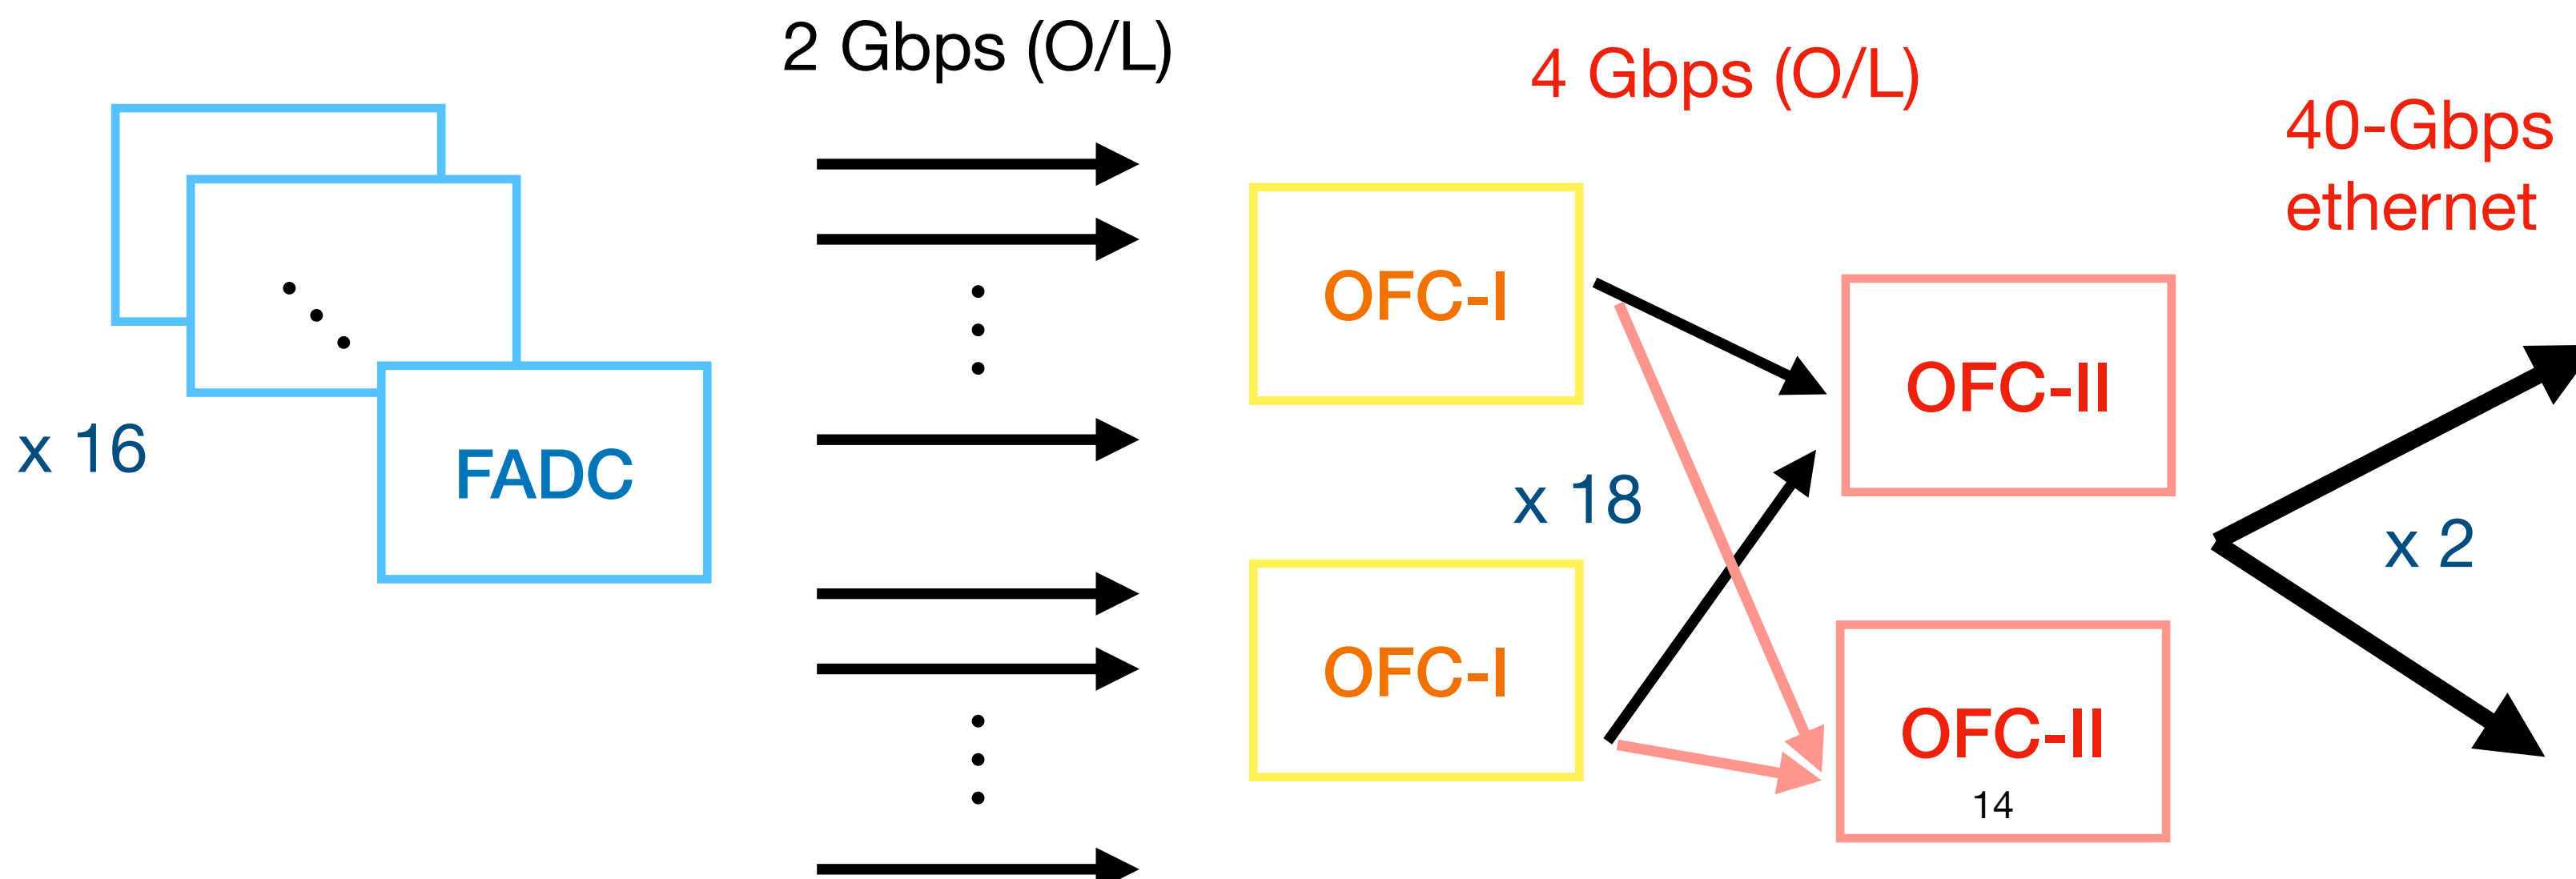 2 Gbps (O/L)
4 Gbps (O/L)
40-Gbps
ethernet
OFC-I
OFC-II
x 16
FADC
x 18
x 2
OFC-I
OFC-II
14